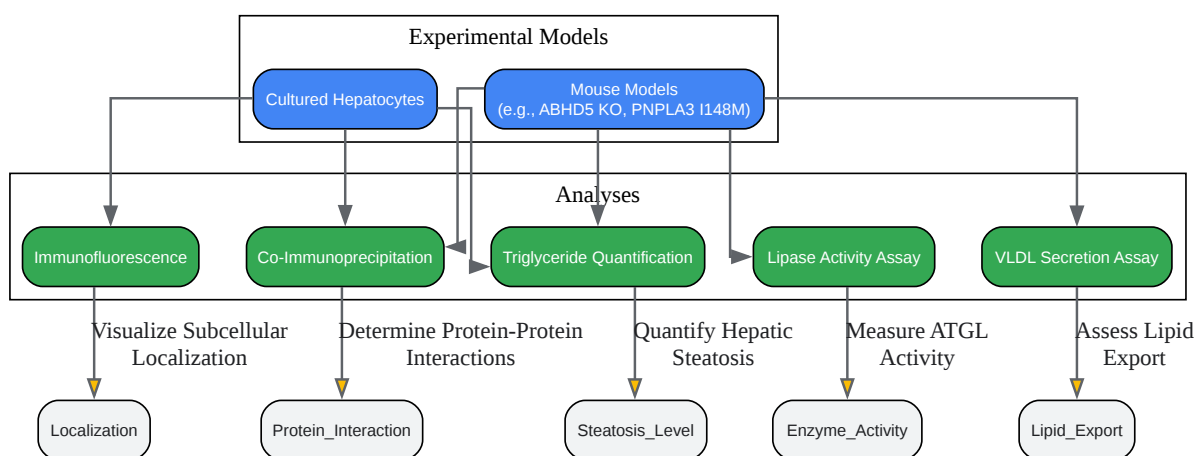 Experimental Models
Cultured Hepatocytes
Mouse Models
(e.g., ABHD5 KO, PNPLA3 I148M)
Analyses
Immunofluorescence
Co-Immunoprecipitation
Triglyceride Quantification
Lipase Activity Assay
VLDL Secretion Assay
Visualize Subcellular
Localization
Determine Protein-Protein
Interactions
Quantify Hepatic
Steatosis
Measure ATGL
Activity
Assess Lipid
Export
Localization
Protein_Interaction
Steatosis_Level
Enzyme_Activity
Lipid_Export